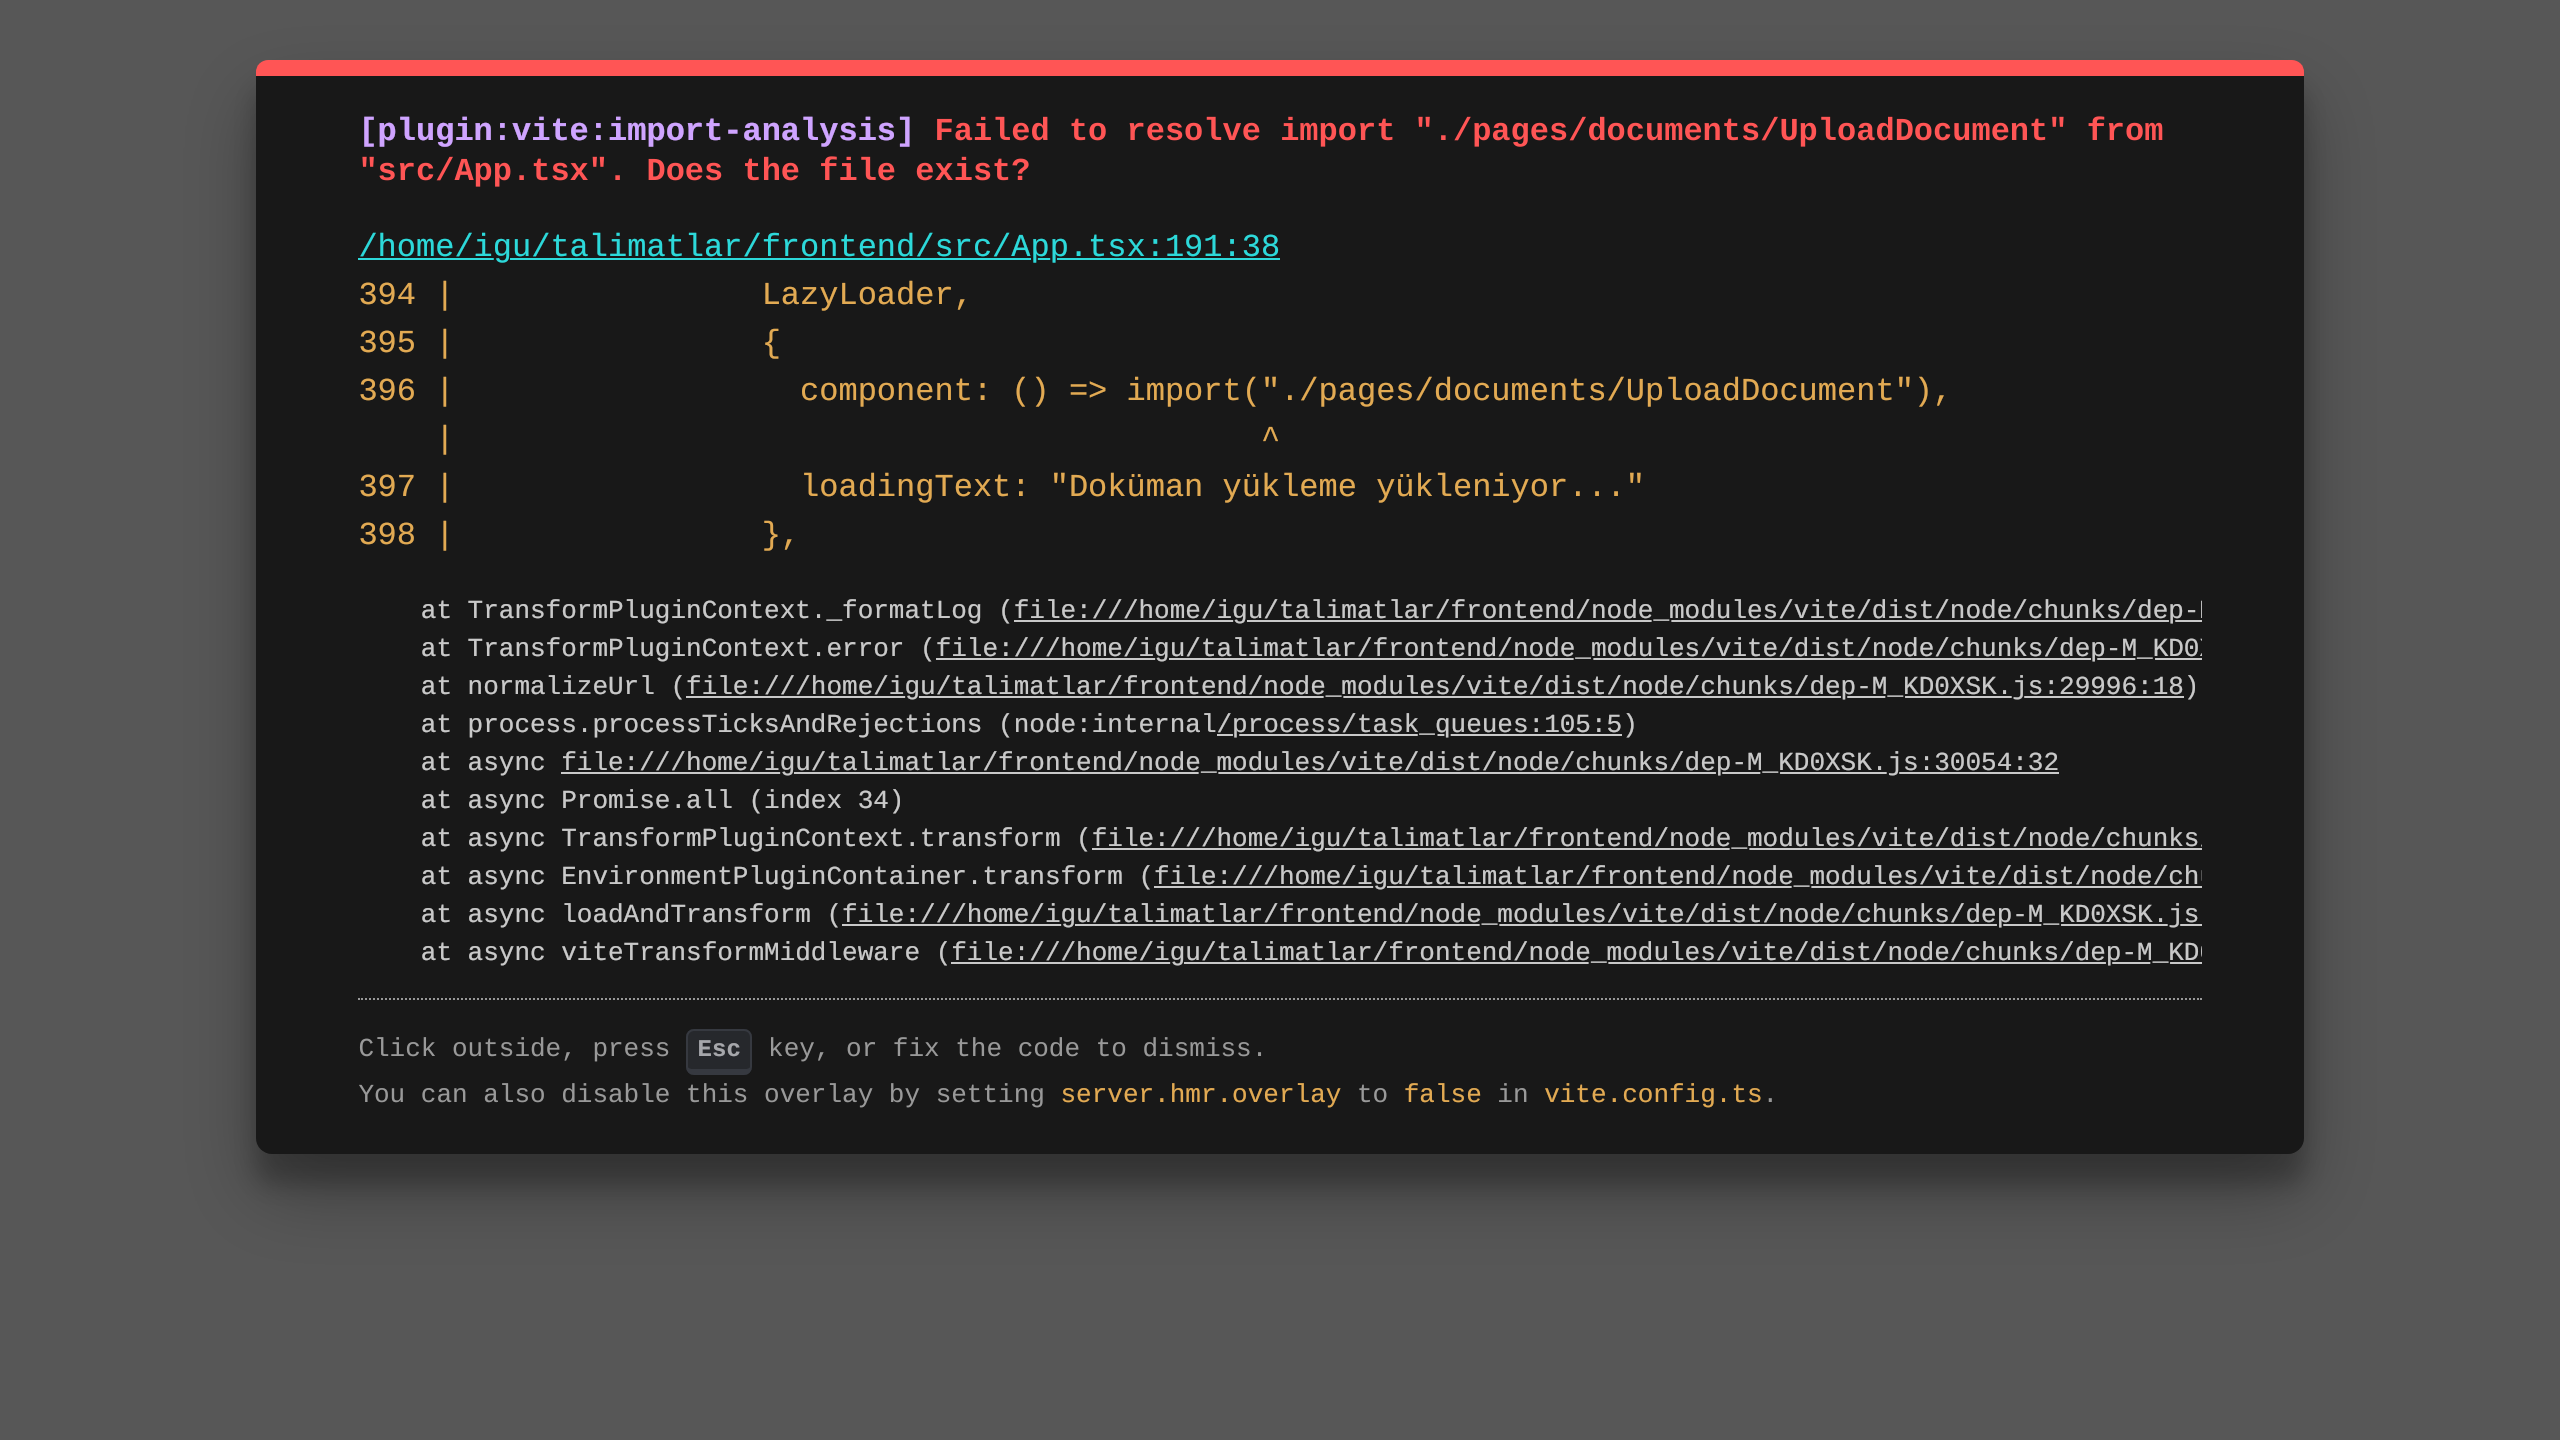 [plugin:vite:import-analysis] Failed to resolve import "./pages/documents/UploadDocument" from
"src/App.tsx". Does the file exist?
/home/igu/talimatlar/frontend/src/App.tsx:191:38
394 |                LazyLoader,
395 |                {
396 |                  component: () => import("./pages/documents/UploadDocument"),
    |                                         ^
397 |                  loadingText: "Doküman yükleme yükleniyor..."
398 |                },
at TransformPluginContext._formatLog (file:///home/igu/talimatlar/frontend/node_modules/vite/dist/node/chunks/dep-
at TransformPluginContext.error (file:///home/igu/talimatlar/frontend/node_modules/vite/dist/node/chunks/dep-M_KD0
at normalizeUrl (file:///home/igu/talimatlar/frontend/node_modules/vite/dist/node/chunks/dep-M_KD0XSK.js:29996:18)
at process.processTicksAndRejections (node:internal/process/task_queues:105:5)
at async file:///home/igu/talimatlar/frontend/node_modules/vite/dist/node/chunks/dep-M_KD0XSK.js:30054:32
at async Promise.all (index 34)
at async TransformPluginContext.transform (file:///home/igu/talimatlar/frontend/node_modules/vite/dist/node/chunks
at async EnvironmentPluginContainer.transform (file:///home/igu/talimatlar/frontend/node_modules/vite/dist/node/ch
at async loadAndTransform (file:///home/igu/talimatlar/frontend/node_modules/vite/dist/node/chunks/dep-M_KD0XSK.js
at async viteTransformMiddleware (file:///home/igu/talimatlar/frontend/node_modules/vite/dist/node/chunks/dep-M_KD
Click outside, press Esc key, or fix the code to dismiss.
You can also disable this overlay by setting server.hmr.overlay to false in vite.config.ts.